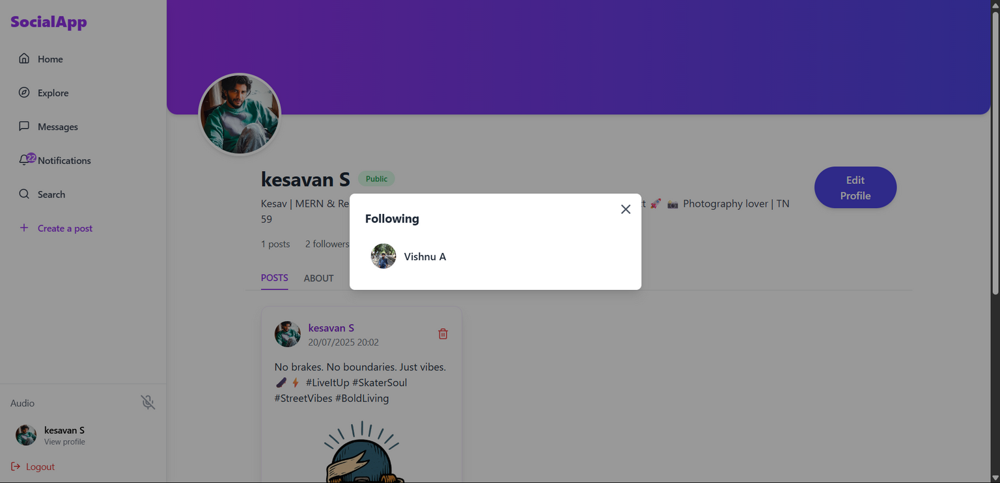 SocialApp
Home
Explore
Messages
22
Notifications
Search
Create a post
Audio
kesavan S
View profile
Logout
kesavan S
Public
Edit
Profile
Kesav | MERN & Re
🚀 📸 Photography lover | TN
59
1 posts
2 followers
POSTS
ABOUT
Following
Vishnu A
kesavan S
20/07/2025 20:02
No brakes. No boundaries. Just vibes.
🛹⚡ #LiveItUp #SkaterSoul
#StreetVibes #BoldLiving